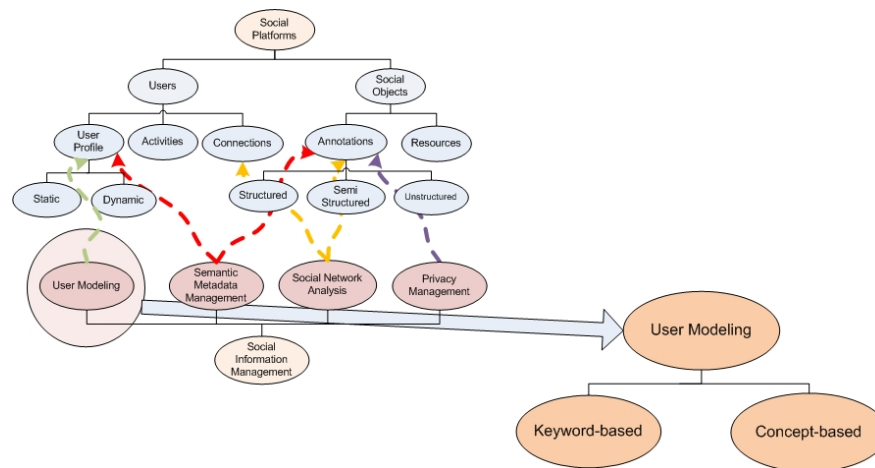 Social
Platforms
Users
Social
Objects
User
Profile
Activities
Connections
Annotations
Resources
Static
Dynamic
Structured
Semi
Structured
Unstructured
User Modeling
Semantic
Metadata
Management
Social Network
Analysis
Privacy
Management
Social
Information
Management
User Modeling
Keyword-based
Concept-based